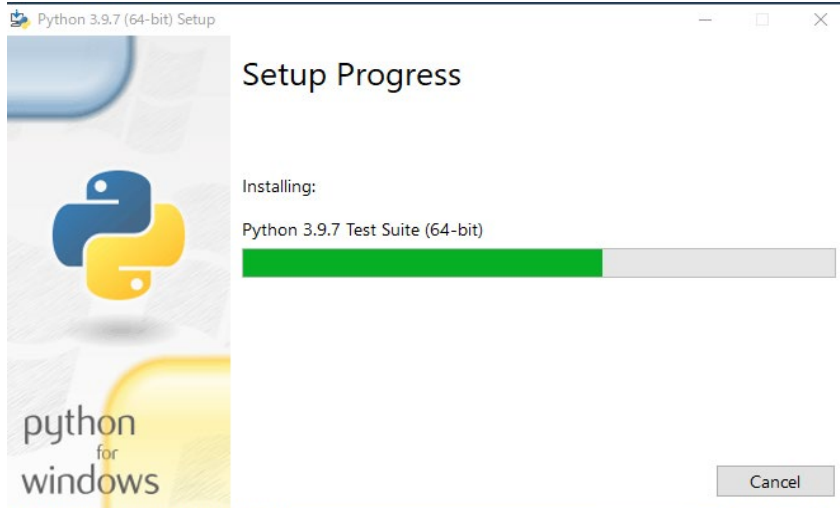 Python 3.9.7 (64-bit) Setup
Setup Progress
Installing:
Python 3.9.7 Test Suite (64-bit)
python
for
windows
Cancel